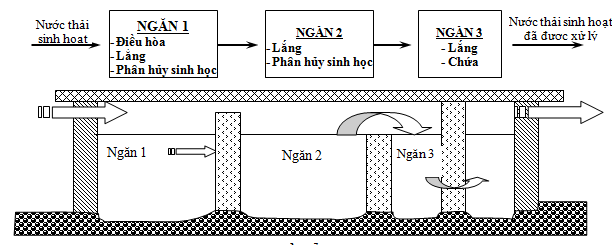 Nước thải
sinh hoạt
NGĂN 1
- Điều hòa
- Lắng
- Phân hủy sinh học
NGĂN 2
- Lắng
- Phân hủy sinh học
NGĂN 3
- Lắng
- Chứa
Nước thải sinh hoạt
đã được xử lý
Ngăn 1
Ngăn 2
Ngăn 3